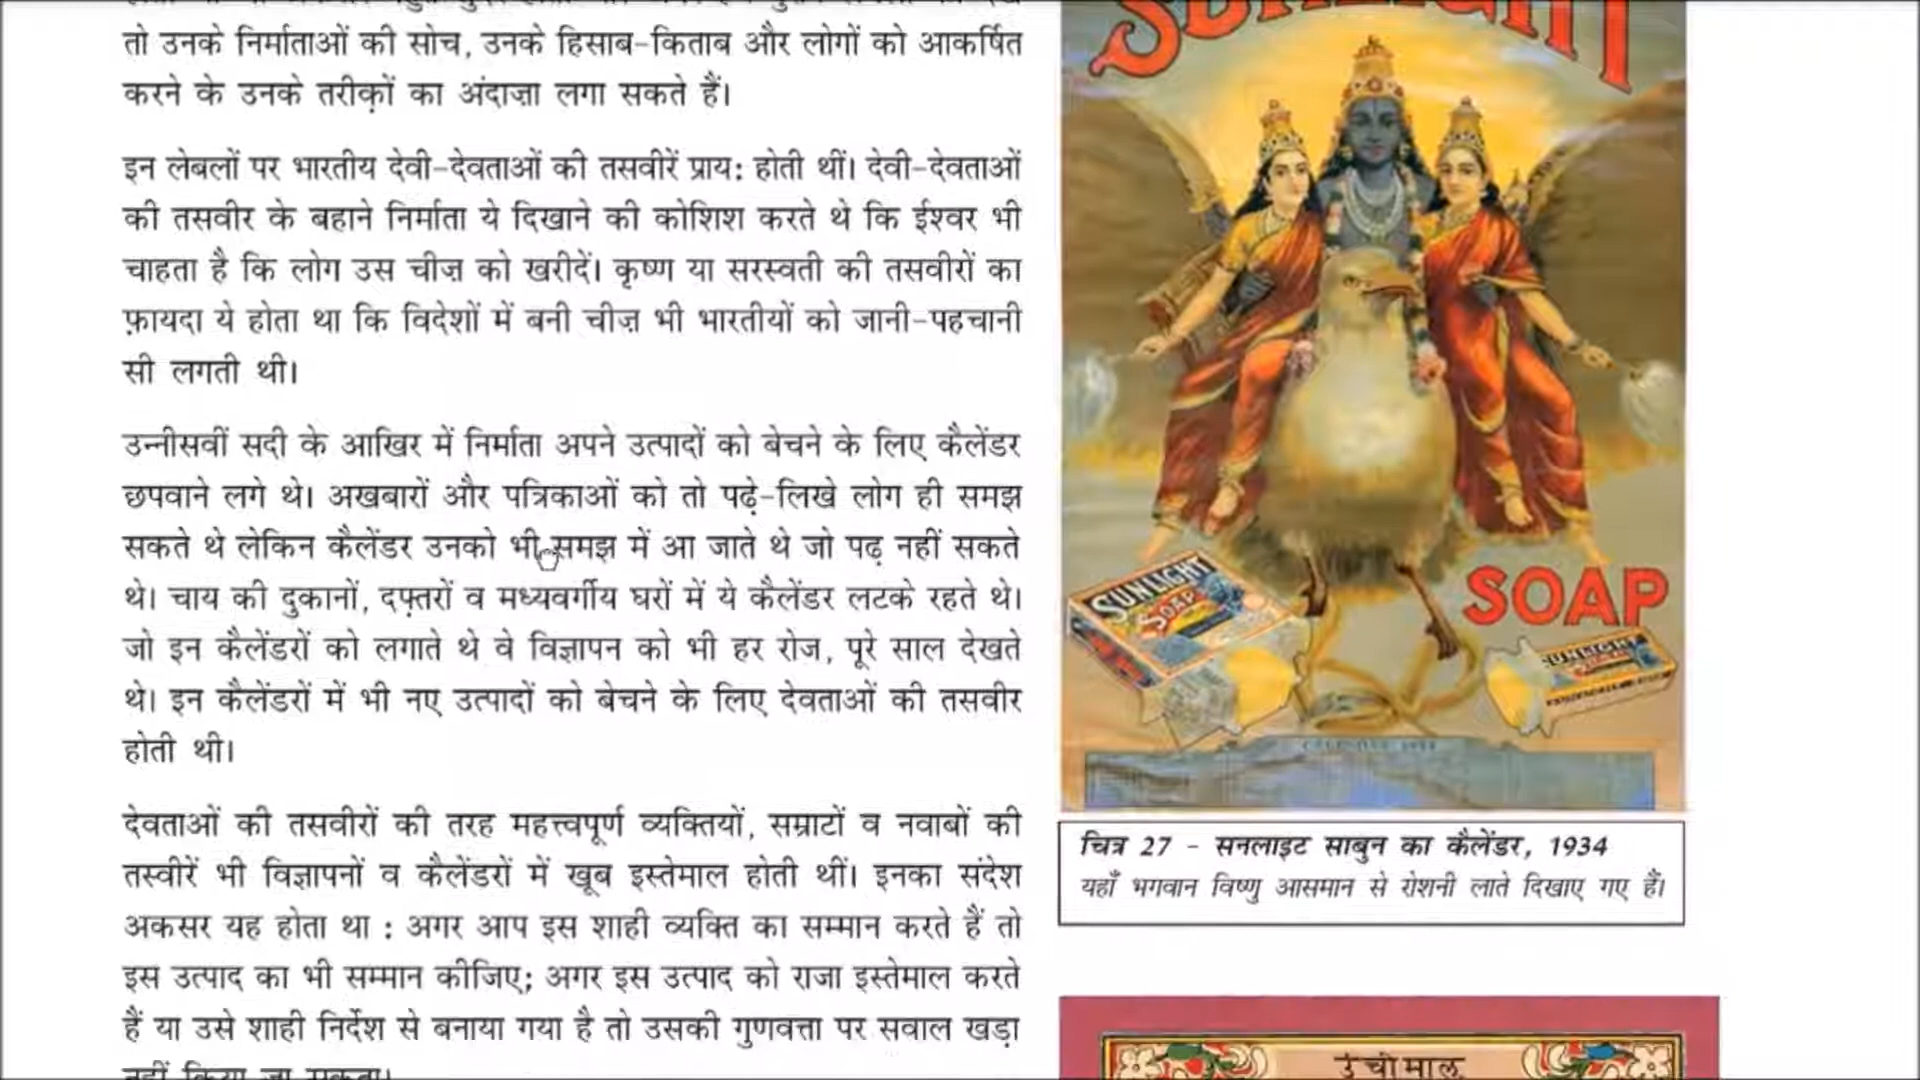 तो उनके निर्माताओं की सोच, उनके हिसाब-किताब और लोगों को आकर्षित
करने के उनके तरीक़ों का अंदाज़ा लगा सकते हैं।
इन लेबलों पर भारतीय देवी-देवताओं की तसवीरें प्राय: होती थीं। देवी-देवताओं
की तसवीर के बहाने निर्माता ये दिखाने की कोशिश करते थे कि ईश्वर भी
चाहता है कि लोग उस चीज़ को खरीदें। कृष्ण या सरस्वती की तसवीरों का
फ़ायदा ये होता था कि विदेशों में बनी चीज़ भी भारतीयों को जानी-पहचानी
सी लगती थी।
उन्नीसवीं सदी के आखिर में निर्माता अपने उत्पादों को बेचने के लिए कैलेंडर
छपवाने लगे थे। अखबारों और पत्रिकाओं को तो पढ़े-लिखे लोग ही समझ
सकते थे लेकिन कैलेंडर उनको भी समझ में आ जाते थे जो पढ़ नहीं सकते
थे। चाय की दुकानों, दफ़्तरों व मध्यवर्गीय घरों में ये कैलेंडर लटके रहते थे।
जो इन कैलेंडरों को लगाते थे वे विज्ञापन को भी हर रोज, पूरे साल देखते
थे। इन कैलेंडरों में भी नए उत्पादों को बेचने के लिए देवताओं की तसवीर
होती थी।
देवताओं की तसवीरों की तरह महत्त्वपूर्ण व्यक्तियों, सम्राटों व नवाबों की
तस्वीरें भी विज्ञापनों व कैलेंडरों में खूब इस्तेमाल होती थीं। इनका संदेश
अकसर यह होता था : अगर आप इस शाही व्यक्ति का सम्मान करते हैं तो
इस उत्पाद का भी सम्मान कीजिए; अगर इस उत्पाद को राजा इस्तेमाल करते
हैं या उसे शाही निर्देश से बनाया गया है तो उसकी गुणवत्ता पर सवाल खड़ा
नहीं किया जा सकता।
SUNLIGHT
SOAP
SUNLIGHT
SOAP
SUNLIGHT
चित्र 27 - सनलाइट साबुन का कैलेंडर, 1934
यहाँ भगवान विष्णु आसमान से रोशनी लाते दिखाए गए हैं।